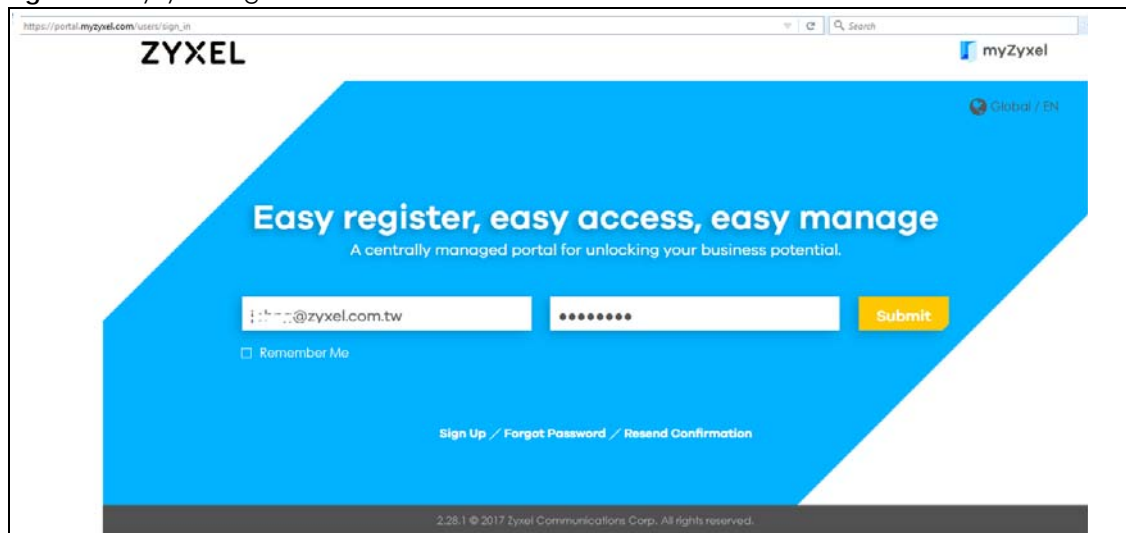 https://portal.myzyxel.com/users/sign_in
Search
ZYXEL
myZyxel
Global / EN
Easy register, easy access, easy manage
A centrally managed portal for unlocking your business potential.
@zyxel.com.tw
Submit
Remember Me
Sign Up / Forgot Password / Resend Confirmation
2.28.1 © 2017 Zyxel Communications Corp. All rights reserved.